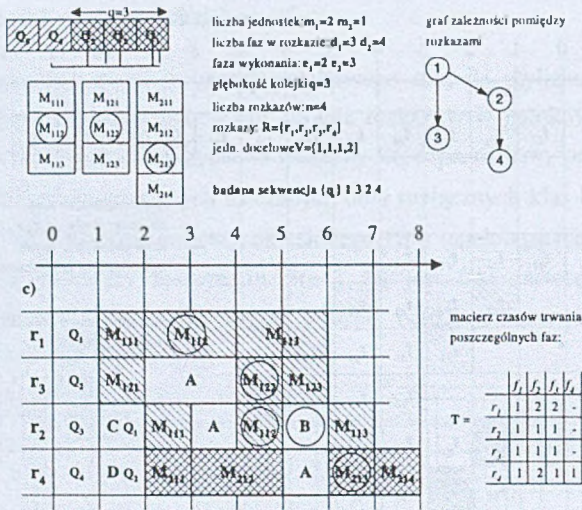 q=3
Q₅ Q₄ Q₃ Q₂ Q₁
M₁₁₁ M₁₂₁ M₂₁₁
M₁₁₂ M₁₂₂ M₂₁₂
M₁₁₃ M₁₂₃ M₂₁₃
M₂₁₄
liczba jednostek: m₁=2 m₂=1
liczba faz w rozkazie: d₁=3 d₂=4
faza wykonania: e₁=2 e₂=3
głębokość kolejki q=3
liczba rozkazów: n=4
rozkazy: R={r₁,r₂,r₃,r₄}
jedn. docelowe V={1,1,1,2}
badana sekwencja {q} 1 3 2 4
graf zależności pomiędzy
rozkazami
1
2
3
4
0 1 2 3 4 5 6 7 8
c)
r₁ Q₁ M₁₁₁ M₁₁₂ M₁₁₃
r₃ Q₂ M₁₂₁ A M₁₂₂ M₁₂₃
r₂ Q₃ C Q₁ M₁₁₁ A M₁₁₂ B M₁₁₃
r₄ Q₄ D Q₂ M₂₁₁ M₂₁₂ A M₂₁₃ M₂₁₄
macierz czasów trwania
poszczególnych faz:
T =
f₁ f₂ f₃ f₄
r₁ 1 2 2 -
r₂ 1 1 1 -
r₃ 1 1 1 -
r₄ 1 2 1 1